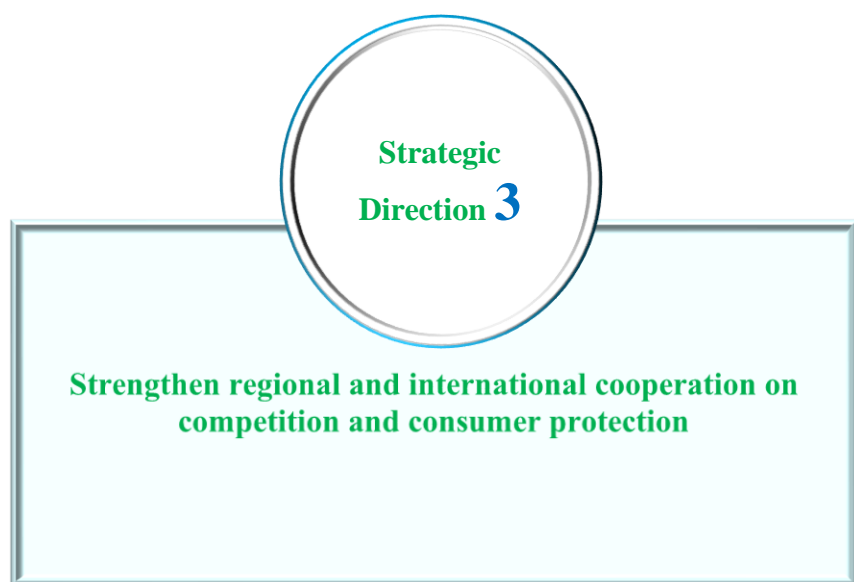 Strategic
Direction 3
Strengthen regional and international cooperation on
competition and consumer protection